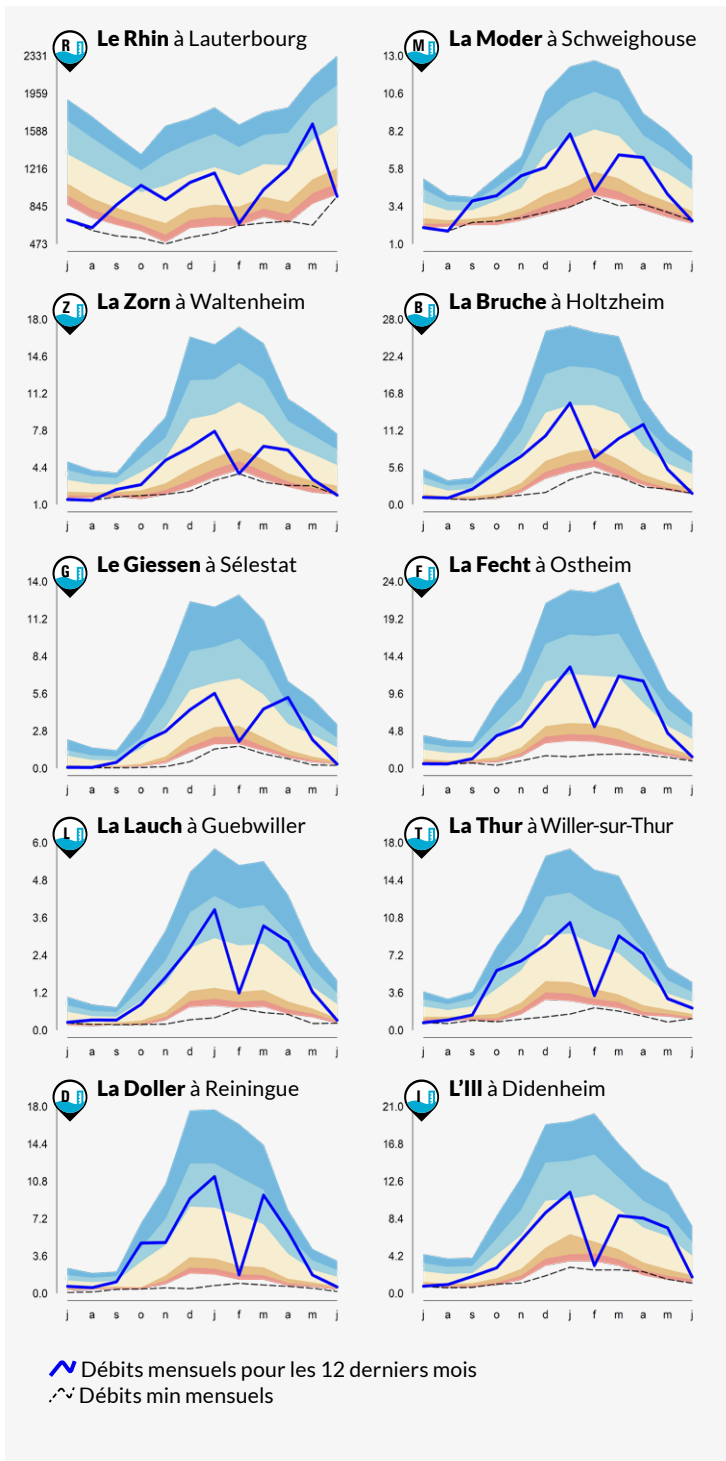 R Le Rhin à Lauterbourg
2331
1959
1588
1216
845
473
j a s o n d j f m a m j
M La Moder à Schweighouse
13.0
10.6
8.2
5.8
3.4
1.0
j a s o n d j f m a m j
Z La Zorn à Waltenheim
18.0
14.6
11.2
7.8
4.4
1.0
j a s o n d j f m a m j
B La Bruche à Holtzheim
28.0
22.4
16.8
11.2
5.6
0.0
j a s o n d j f m a m j
G Le Giessen à Sélestat
14.0
11.2
8.4
5.6
2.8
0.0
j a s o n d j f m a m j
F La Fecht à Ostheim
24.0
19.2
14.4
9.6
4.8
0.0
j a s o n d j f m a m j
L La Lauch à Guebwiller
6.0
4.8
3.6
2.4
1.2
0.0
j a s o n d j f m a m j
T La Thur à Willer-sur-Thur
18.0
14.4
10.8
7.2
3.6
0.0
j a s o n d j f m a m j
D La Doller à Reiningue
18.0
14.4
10.8
7.2
3.6
0.0
j a s o n d j f m a m j
I L'Ill à Didenheim
21.0
16.8
12.6
8.4
4.2
0.0
j a s o n d j f m a m j
Débits mensuels pour les 12 derniers mois
Débits min mensuels